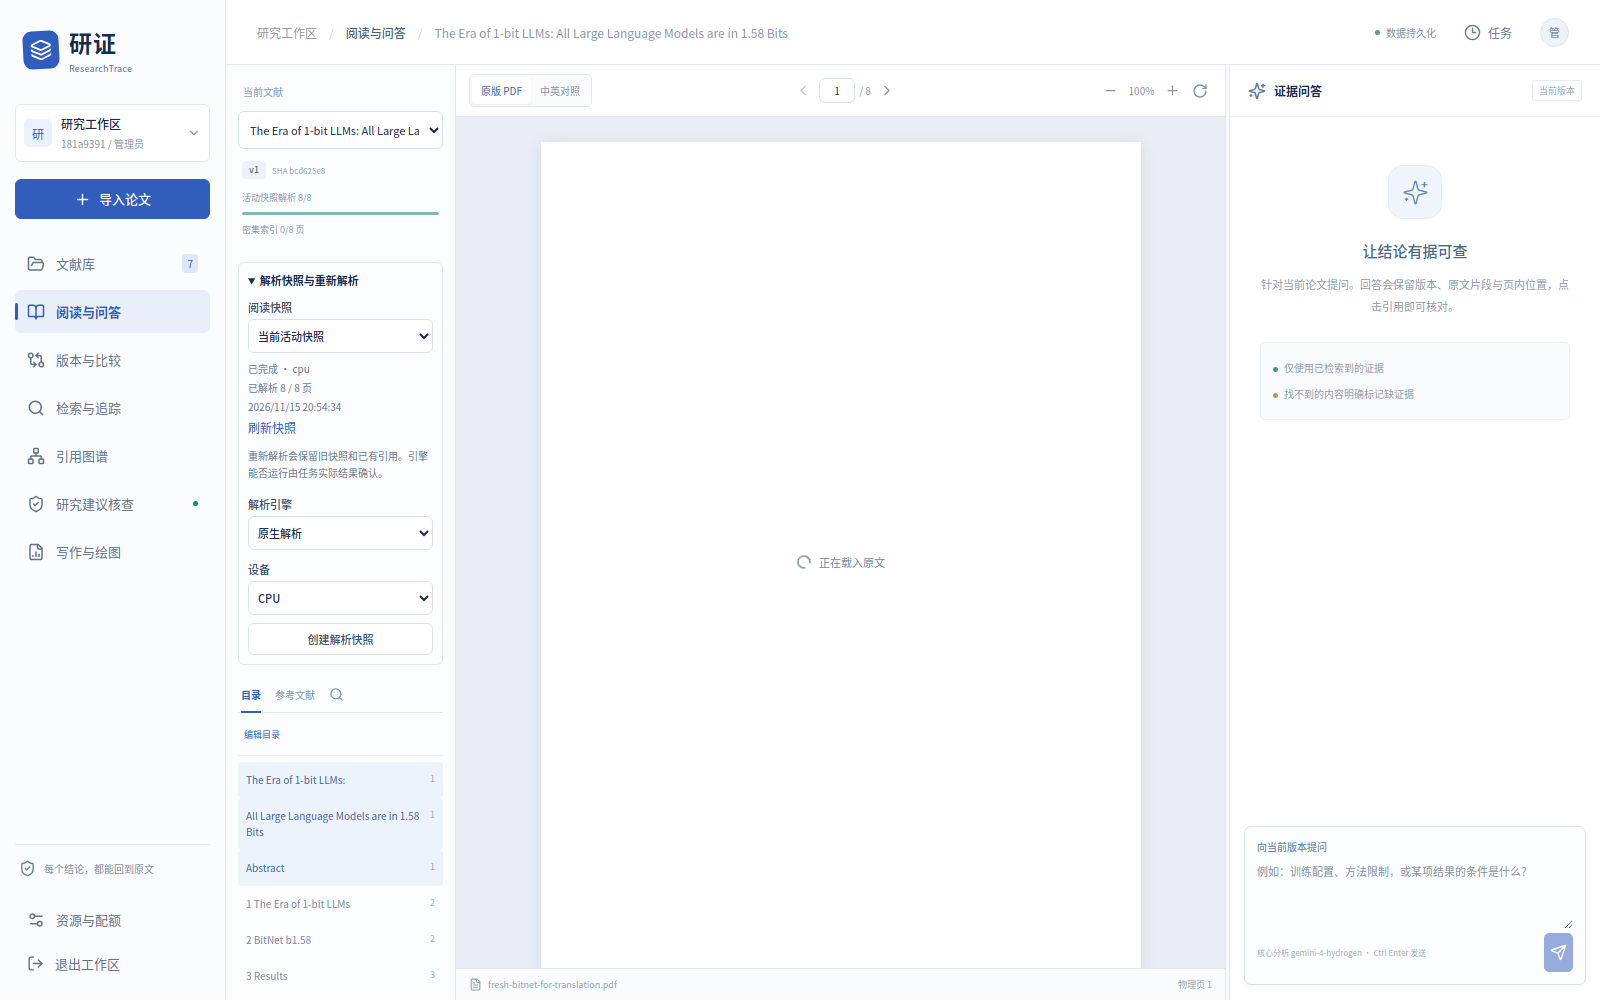 研证
ResearchTrace
研
研究工作区
181a9391 / 管理员
导入论文
文献库
7
阅读与问答
版本与比较
检索与追踪
引用图谱
研究建议核查
写作与绘图
每个结论，都能回到原文
资源与配额
退出工作区
研究工作区 / 阅读与问答 / The Era of 1-bit LLMs: All Large Language Models are in 1.58 Bits
数据持久化
任务
管
当前文献
The Era of 1-bit LLMs: All Large La
v1 SHA bcd625e8
活动快照解析 8/8
密集索引 0/8 页
解析快照与重新解析
阅读快照
当前活动快照
已完成 · cpu
已解析 8 / 8 页
2026/11/15 20:54:34
刷新快照
重新解析会保留旧快照和已有引用。引擎
能否运行由任务实际结果确认。
解析引擎
原生解析
设备
CPU
创建解析快照
目录 参考文献
编辑目录
The Era of 1-bit LLMs: 1
All Large Language Models are in 1.58 1
Bits
Abstract 1
1 The Era of 1-bit LLMs 2
2 BitNet b1.58 2
3 Results 3
原版 PDF 中英对照
1 / 8
100%
正在载入原文
fresh-bitnet-for-translation.pdf
物理页 1
证据问答
当前版本
让结论有据可查
针对当前论文提问。回答会保留版本、原文片段与页内位置，点
击引用即可核对。
仅使用已检索到的证据
找不到的内容明确标记缺证据
向当前版本提问
例如：训练配置、方法限制，或某项结果的条件是什么？
核心分析 gemini-4-hydrogen · Ctrl Enter 发送